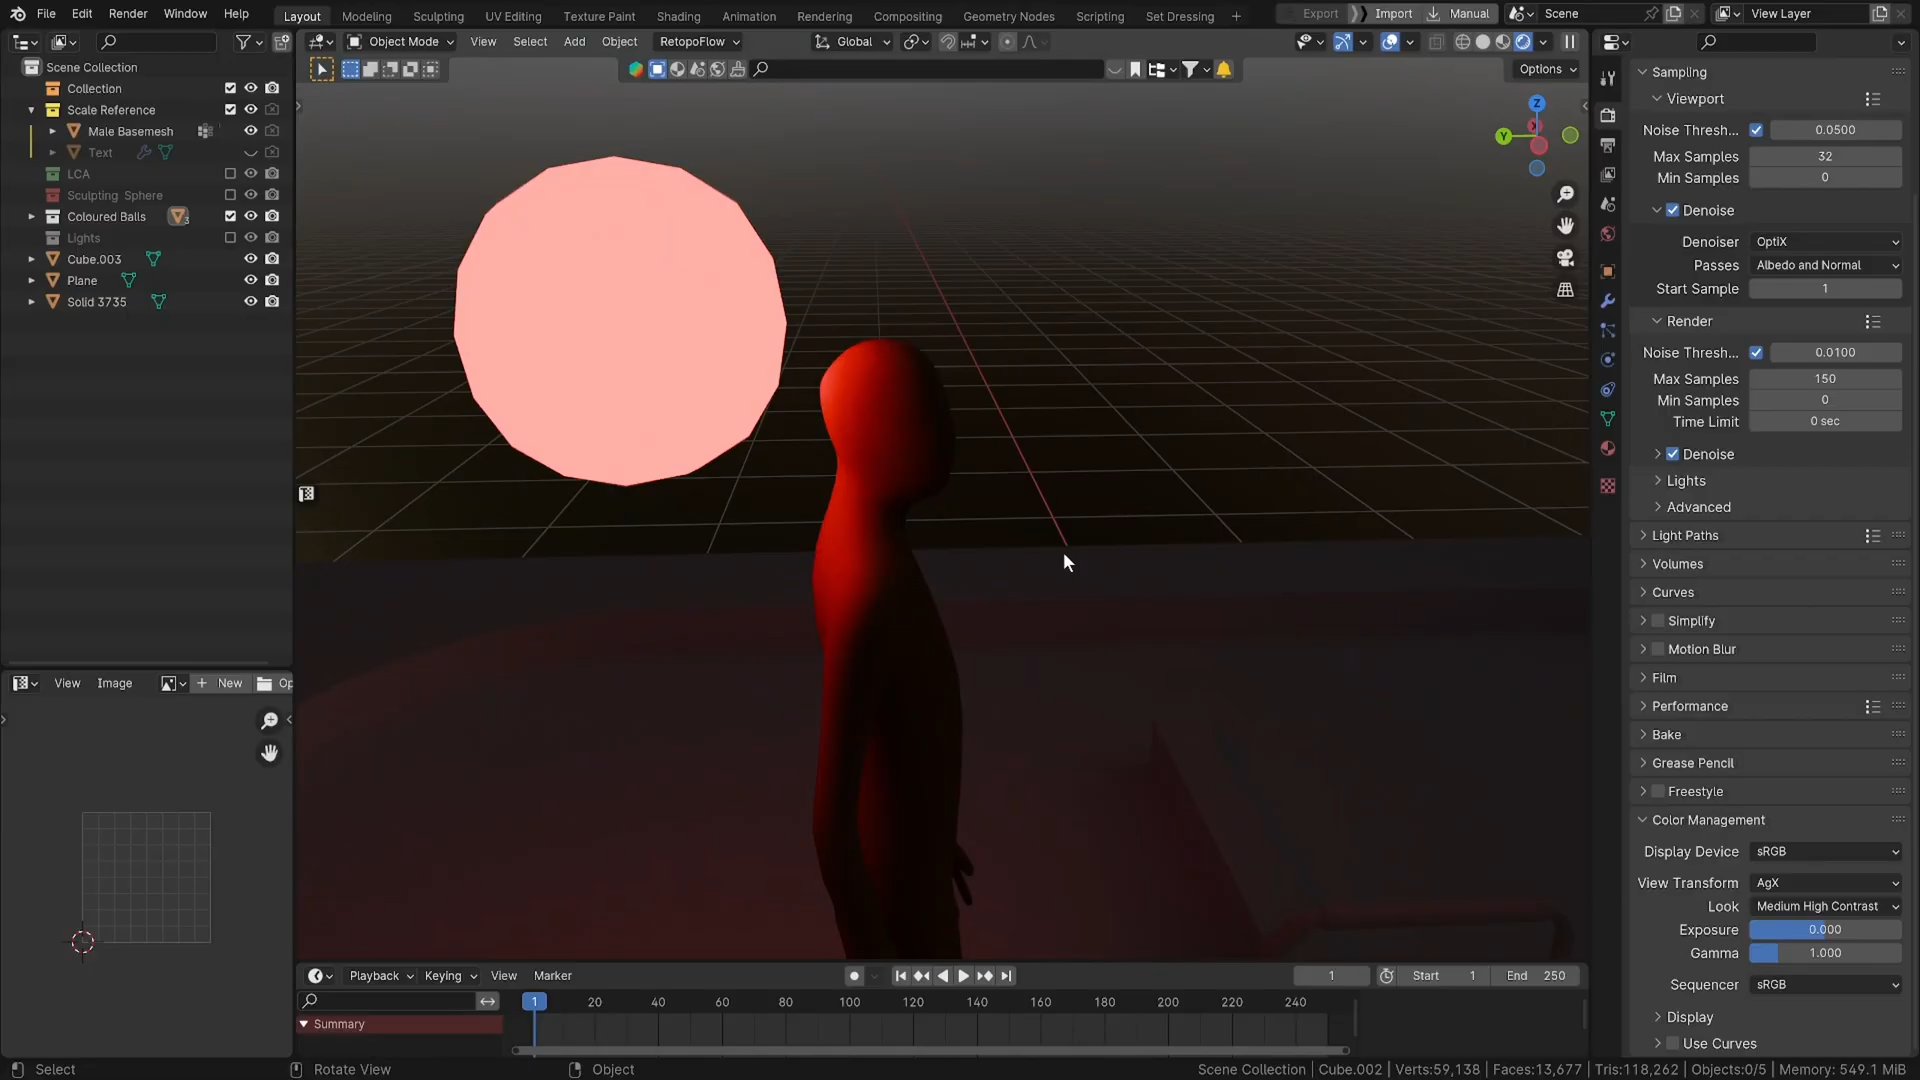 File Edit Render Window Help Layout Modeling Sculpting UV Editing Texture Paint Shading Animation Rendering Compositing Geometry Nodes Scripting Set Dressing + Export Import Manual Scene View Layer
Object Mode View Select Add Object RetopoFlow Global
Options
Scene Collection
Collection
Scale Reference
Male Basemesh
Text
LCA
Sculpting Sphere
Coloured Balls 3
Lights
Cube.003
Plane
Solid 3735
View Image New Op
Z
Y
Sampling
Viewport
Noise Thresh... 0.0500
Max Samples 32
Min Samples 0
Denoise
Denoiser OptiX
Passes Albedo and Normal
Start Sample 1
Render
Noise Thresh... 0.0100
Max Samples 150
Min Samples 0
Time Limit 0 sec
Denoise
Lights
Advanced
Light Paths
Volumes
Curves
Simplify
Motion Blur
Film
Performance
Bake
Grease Pencil
Freestyle
Color Management
Display Device sRGB
View Transform AgX
Look Medium High Contrast
Exposure 0.000
Gamma 1.000
Sequencer sRGB
Display
Use Curves
Playback Keying View Marker 1 Start 1 End 250
1 20 40 60 80 100 120 140 160 180 200 220 240
Summary
Select Rotate View Object Scene Collection | Cube.002 | Verts:59,138 | Faces:13,677 | Tris:118,262 | Objects:0/5 | Memory: 549.1 MiB